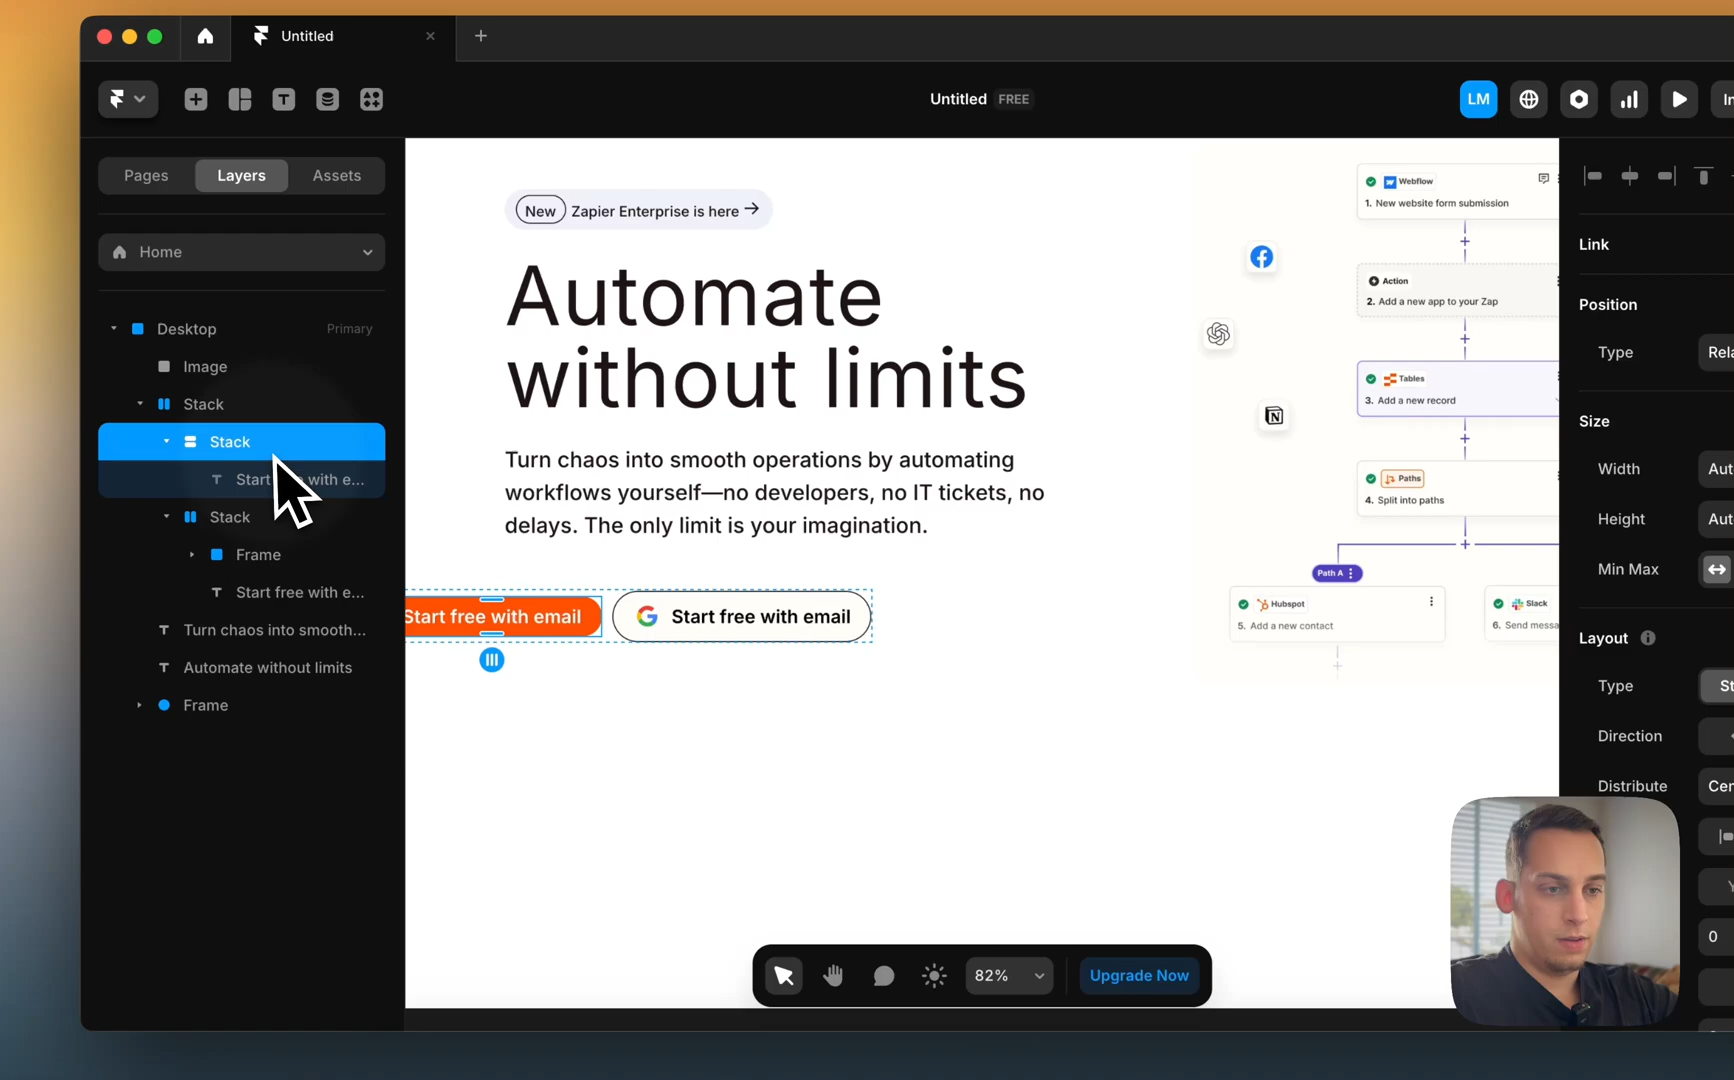 Untitled
Untitled FREE
LM
In
Pages
Layers
Assets
Home
Desktop
Primary
Image
Stack
Stack
Start
with e...
Stack
Frame
Start free with e...
Turn chaos into smooth...
Automate without limits
Frame
New
Zapier Enterprise is here →
Automate
without limits
Turn chaos into smooth operations by automating
workflows yourself—no developers, no IT tickets, no
delays. The only limit is your imagination.
Start free with email
Start free with email
Webflow
1. New website form submission
Action
2. Add a new app to your Zap
Tables
3. Add a new record
Paths
4. Split into paths
Path A
Hubspot
5. Add a new contact
Slack
6. Send messa
82%
Upgrade Now
Link
Position
Type
Rela
Size
Width
Aut
Height
Aut
Min Max
Layout
Type
St
Direction
Distribute
Cen
0